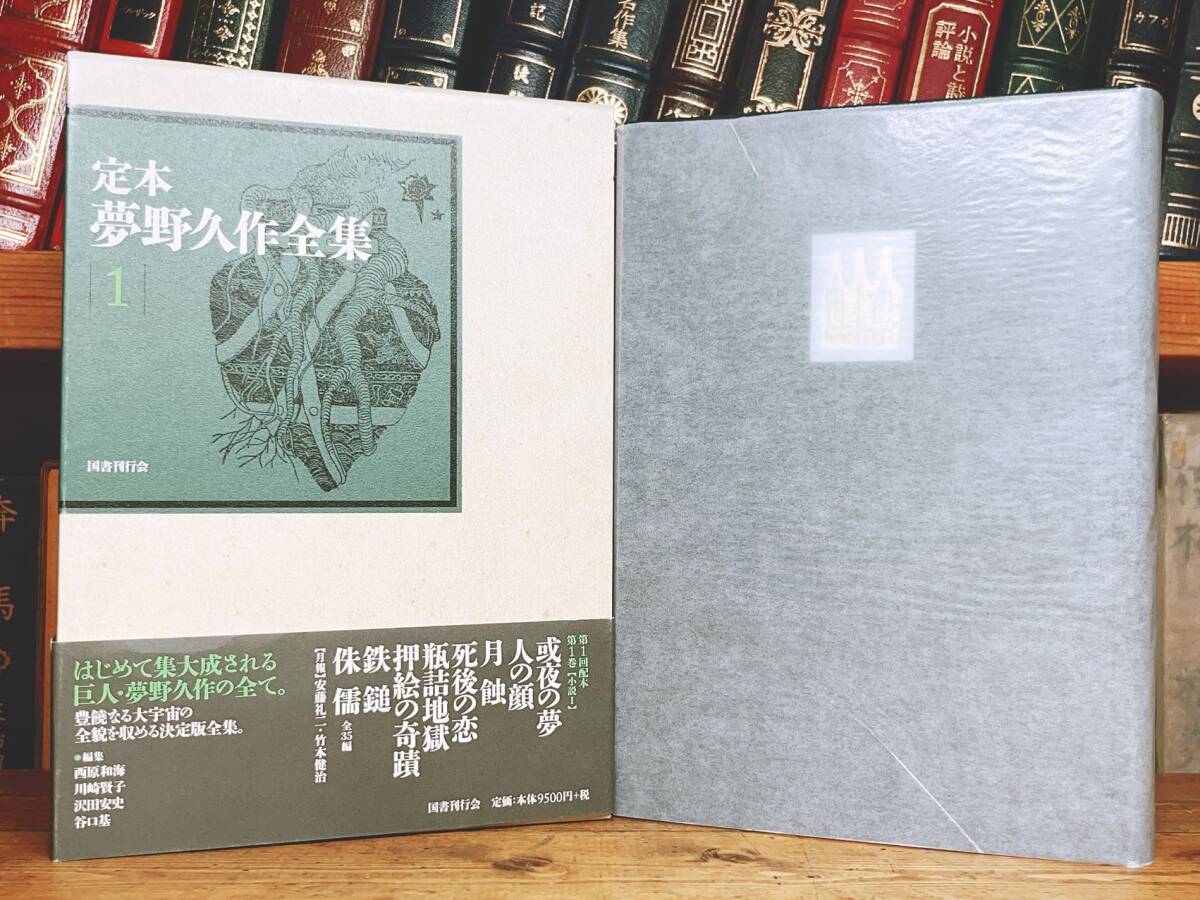 定本
夢野久作全集
1
国書刊行会
第1回配本
第1巻【小説Ⅰ】
或夜の夢
人の顔
月蝕
死後の恋
瓶詰地獄
押絵の奇蹟
鉄鎚
侏儒 全35編
【月報】安藤礼二・竹本健治
はじめて集大成される
巨人・夢野久作の全て。
豊饒なる大宇宙の
全貌を収める決定版全集。
●編集
西原和海
川崎賢子
沢田安史
谷口基
国書刊行会 定価:本体9500円+税
バルザック
記
名作集
小説と
評論
カフカ